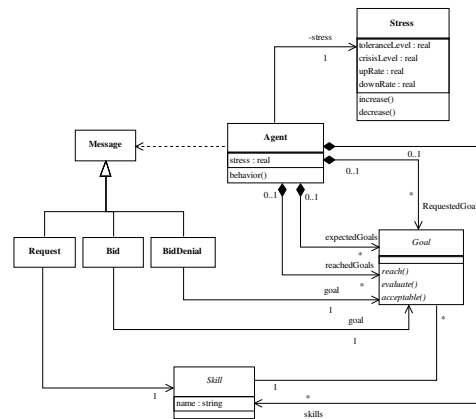 Stress
toleranceLevel : real
crisisLevel : real
upRate : real
downRate : real
increase()
decrease()
-stress
1
Agent
stress : real
behavior()
Message
0..1
0..1
0..1
0..1
*
RequestedGoal
expectedGoals
*
reachedGoals
*
Goal
reach()
evaluate()
acceptable()
Request
Bid
BidDenial
goal
1
goal
1
*
Skill
name : string
1
1
*
skills